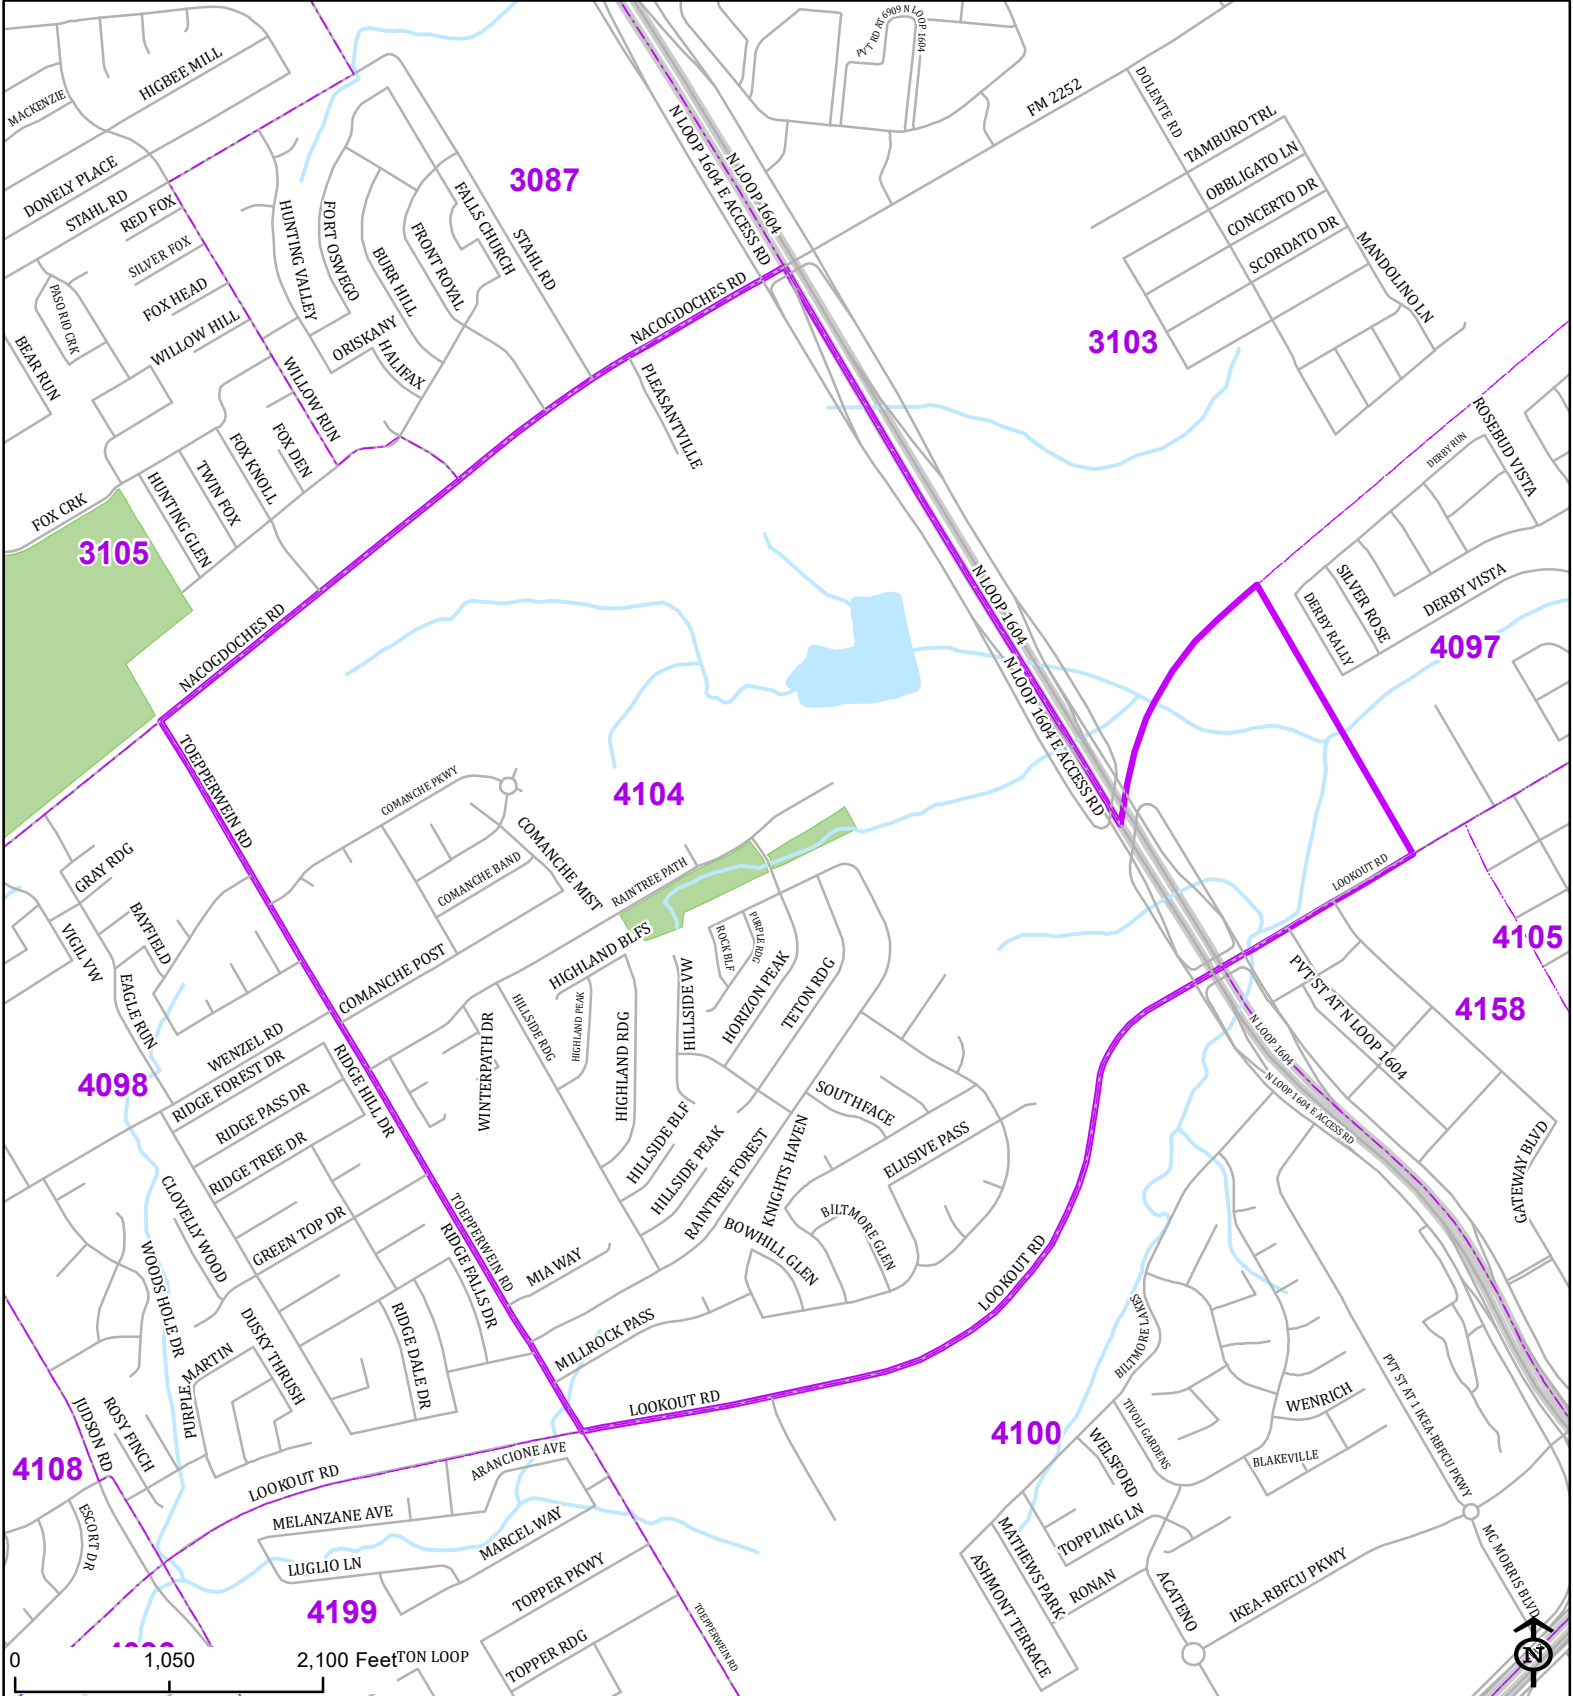 PVT RD AT 6909 N LOOP 1604
HIGBEE MILL
MACKENZIE
FM 2252
DOLENTE RD
TAMBURO TRL
N LOOP 1604 E ACCESS RD
N LOOP 1604
OBBLIGATO LN
DONELY PLACE
STAHL RD
RED FOX
3087
CONCERTO DR
SCORDATO DR
MANDOLINO LN
SILVER FOX
FOX HEAD
WILLOW HILL
HUNTING VALLEY
FORT OSWEGO
BURR HILL
FRONT ROYAL
FALLS CHURCH
STAHL RD
PASO RIO CRK
BEAR RUN
ORISKANY
HALIFAX
WILLOW RUN
NACOGDOCHES RD
3103
PLEASANTVILLE
ROSEBUD VISTA
DERBY RUN
FOX DEN
FOX KNOLL
TWIN FOX
HUNTING GLEN
FOX CRK
3105
N LOOP 1604
SILVER ROSE
DERBY VISTA
DERBY RALLY
4097
NACOGDOCHES RD
N LOOP 1604 E ACCESS RD
TOEPPERWEIN RD
COMANCHE PKWY
4104
COMANCHE MIST
COMANCHE BAND
RAINTREE PATH
LOOKOUT RD
GRAY RDG
BAYFIELD
VIGIL VW
EAGLE RUN
HIGHLAND BLFS
ROCK BLF
PURPLE RDG
4105
COMANCHE POST
HILLSIDE VW
HORIZON PEAK
TETON RDG
PVT ST AT N LOOP 1604
4158
WENZEL RD
RIDGE FOREST DR
WINTERPATH DR
HILLSIDE RDG
HIGHLAND PEAK
HIGHLAND RDG
N LOOP 1604
N LOOP 1604 E ACCESS RD
4098
RIDGE PASS DR
RIDGE HILL DR
SOUTHFACE
RIDGE TREE DR
HILLSIDE BLF
HILLSIDE PEAK
RAINTREE FOREST
KNIGHTS HAVEN
ELUSIVE PASS
GATEWAY BLVD
CLOVELLY WOOD
GREEN TOP DR
TOEPPERWEIN RD
BILTMORE GLEN
BOWHILL GLEN
WOODS HOLE DR
RIDGE FALLS DR
MIA WAY
LOOKOUT RD
BILTMORE LAKES
DUSKY THRUSH
RIDGE DALE DR
MILLROCK PASS
PURPLE MARTIN
LOOKOUT RD
PVT ST AT 1 IKEA-RBFCU PKWY
WENRICH
JUDSON RD
ROSY FINCH
TIVOLI GARDENS
4100
WELSFORD
BLAKEVILLE
4108
ARANCIONE AVE
LOOKOUT RD
ESCORT DR
MELANZANE AVE
MARCEL WAY
TOPPLING LN
MATHEWS PARK
MC MORRIS BLVD
LUGLIO LN
TOPPER PKWY
ASHMONT TERRACE
RONAN
ACATENO
IKEA-RBFCU PKWY
4199
TOEPPERWEIN RD
TOPPER RDG
TON LOOP
0 1,050 2,100 Feet
N